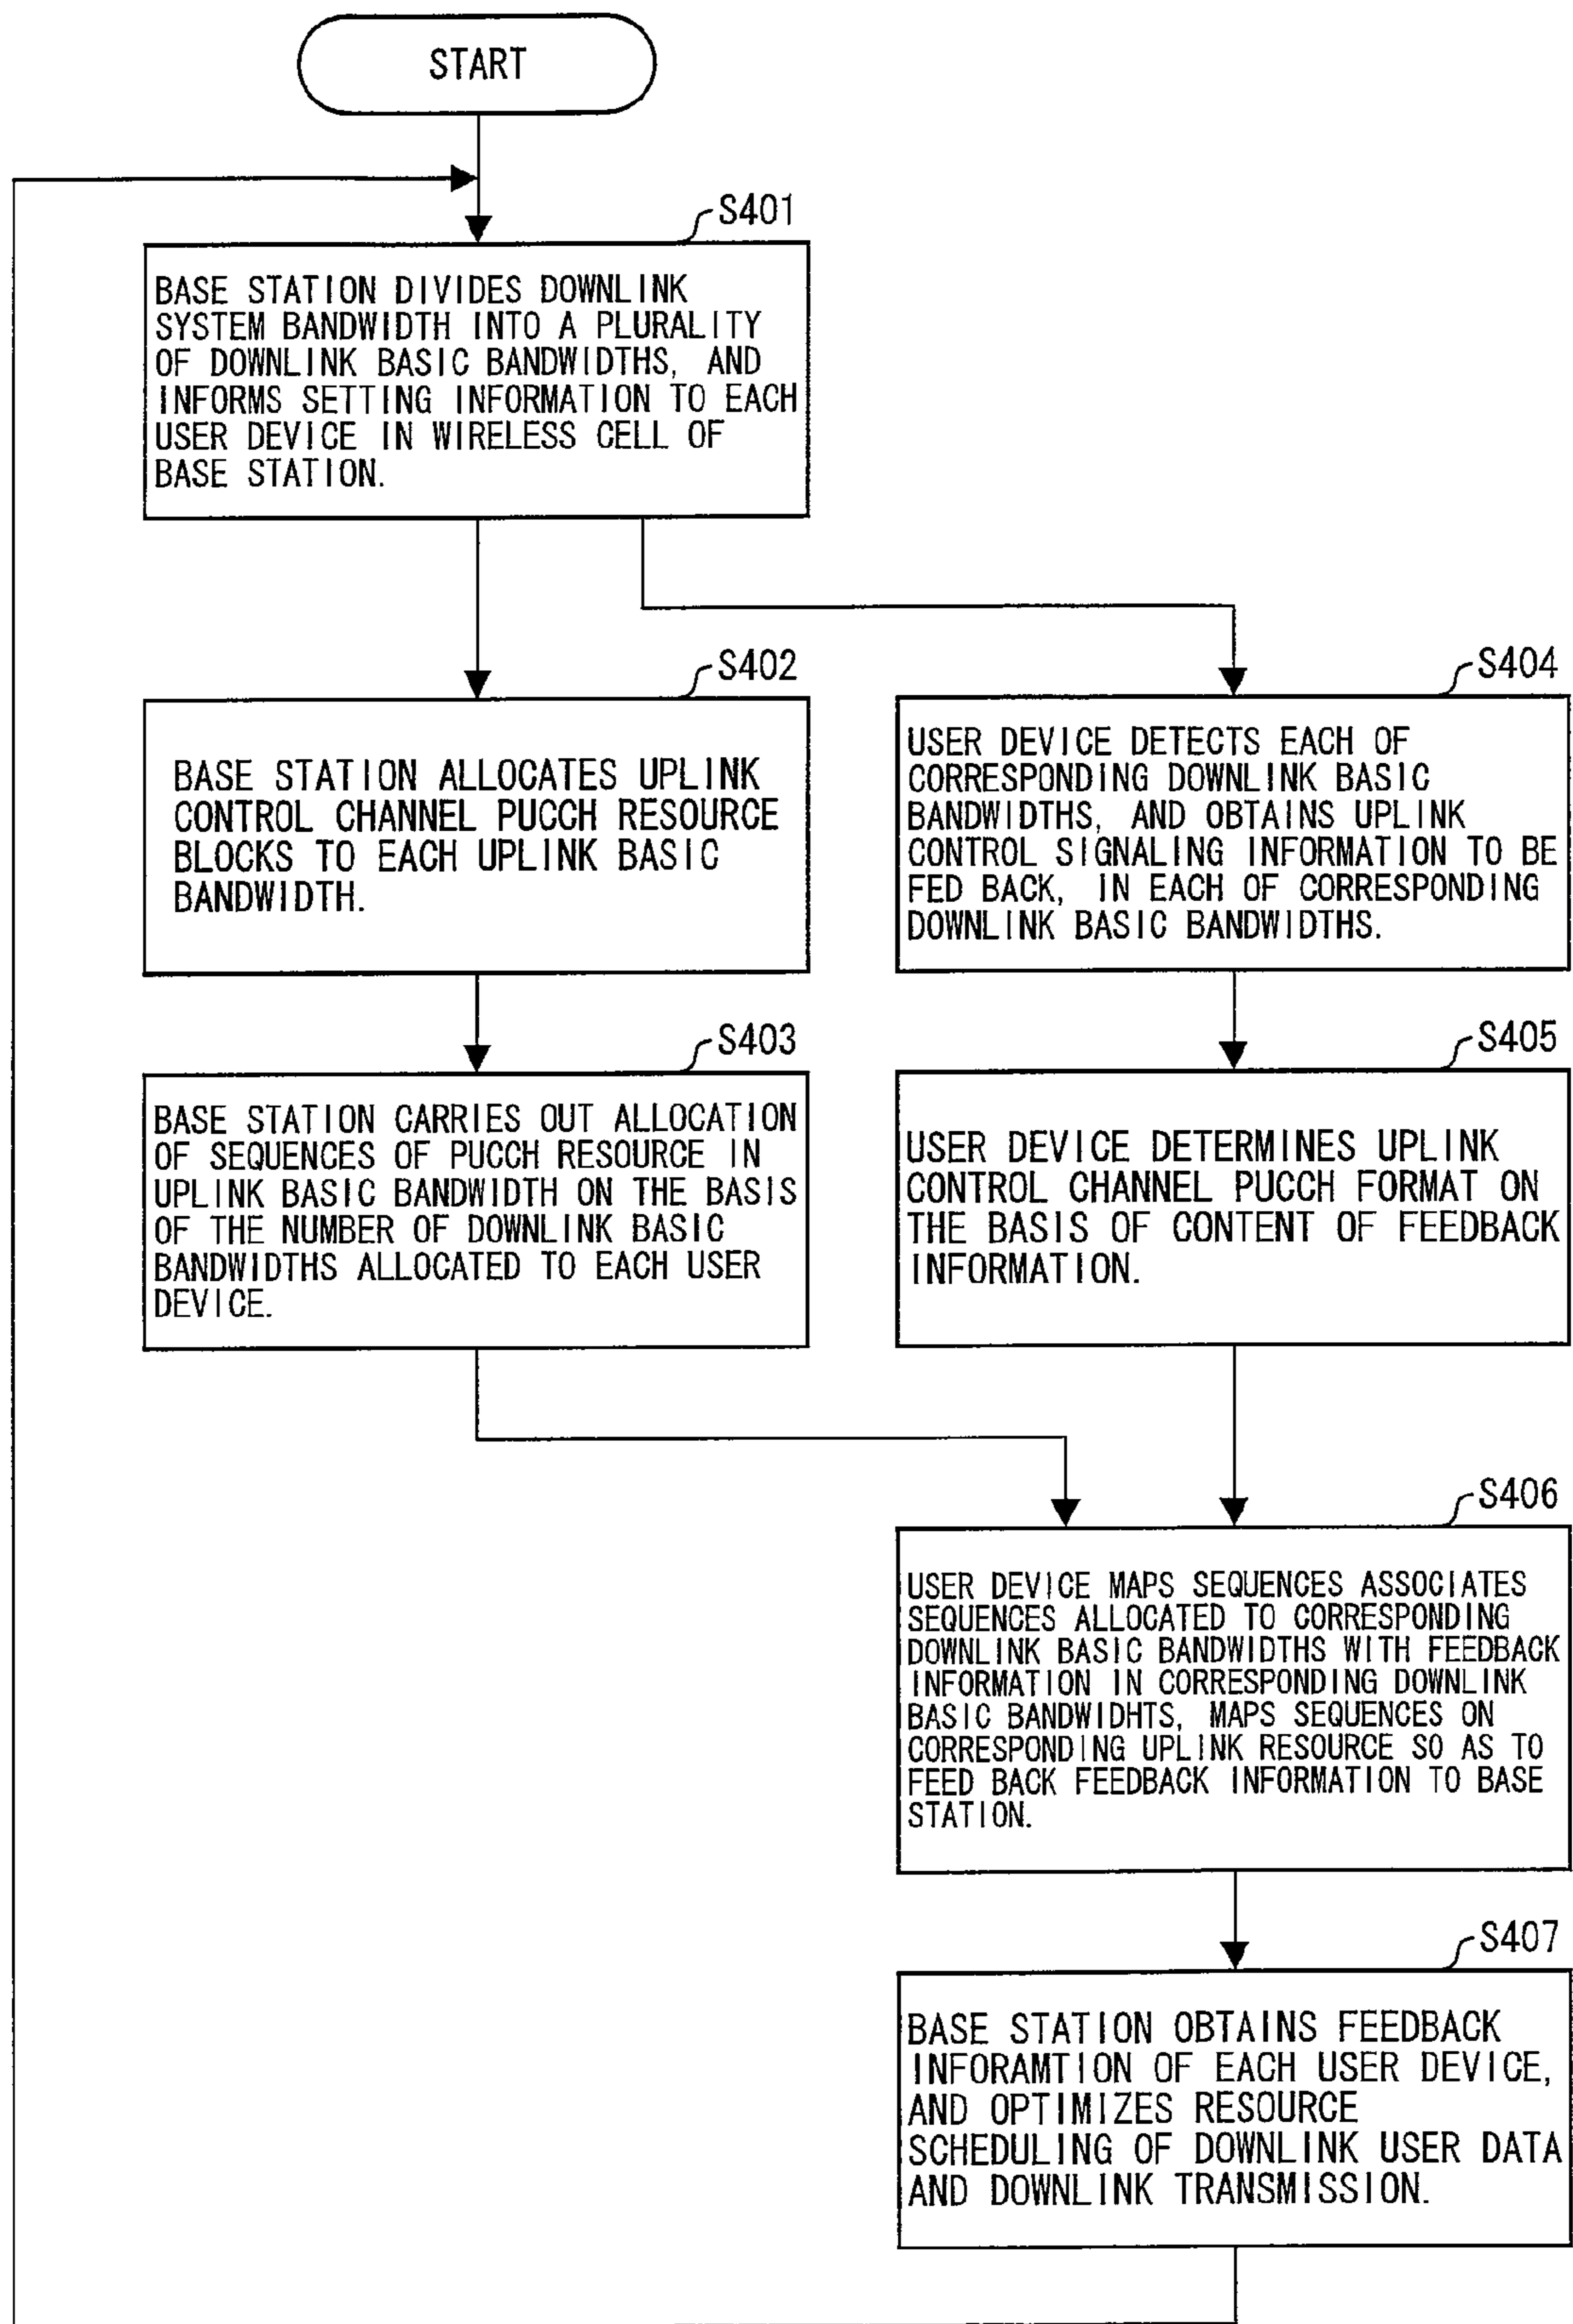 START
S401
BASE STATION DIVIDES DOWNLINK
SYSTEM BANDWIDTH INTO A PLURALITY
OF DOWNLINK BASIC BANDWIDTHS, AND
INFORMS SETTING INFORMATION TO EACH
USER DEVICE IN WIRELESS CELL OF
BASE STATION.
S402
BASE STATION ALLOCATES UPLINK
CONTROL CHANNEL PUCCH RESOURCE
BLOCKS TO EACH UPLINK BASIC
BANDWIDTH.
S403
BASE STATION CARRIES OUT ALLOCATION
OF SEQUENCES OF PUCCH RESOURCE IN
UPLINK BASIC BANDWIDTH ON THE BASIS
OF THE NUMBER OF DOWNLINK BASIC
BANDWIDTHS ALLOCATED TO EACH USER
DEVICE.
S404
USER DEVICE DETECTS EACH OF
CORRESPONDING DOWNLINK BASIC
BANDWIDTHS, AND OBTAINS UPLINK
CONTROL SIGNALING INFORMATION TO BE
FED BACK, IN EACH OF CORRESPONDING
DOWNLINK BASIC BANDWIDTHS.
S405
USER DEVICE DETERMINES UPLINK
CONTROL CHANNEL PUCCH FORMAT ON
THE BASIS OF CONTENT OF FEEDBACK
INFORMATION.
S406
USER DEVICE MAPS SEQUENCES ASSOCIATES
SEQUENCES ALLOCATED TO CORRESPONDING
DOWNLINK BASIC BANDWIDTHS WITH FEEDBACK
INFORMATION IN CORRESPONDING DOWNLINK
BASIC BANDWIDHTS, MAPS SEQUENCES ON
CORRESPONDING UPLINK RESOURCE SO AS TO
FEED BACK FEEDBACK INFORMATION TO BASE
STATION.
S407
BASE STATION OBTAINS FEEDBACK
INFORAMTION OF EACH USER DEVICE,
AND OPTIMIZES RESOURCE
SCHEDULING OF DOWNLINK USER DATA
AND DOWNLINK TRANSMISSION.